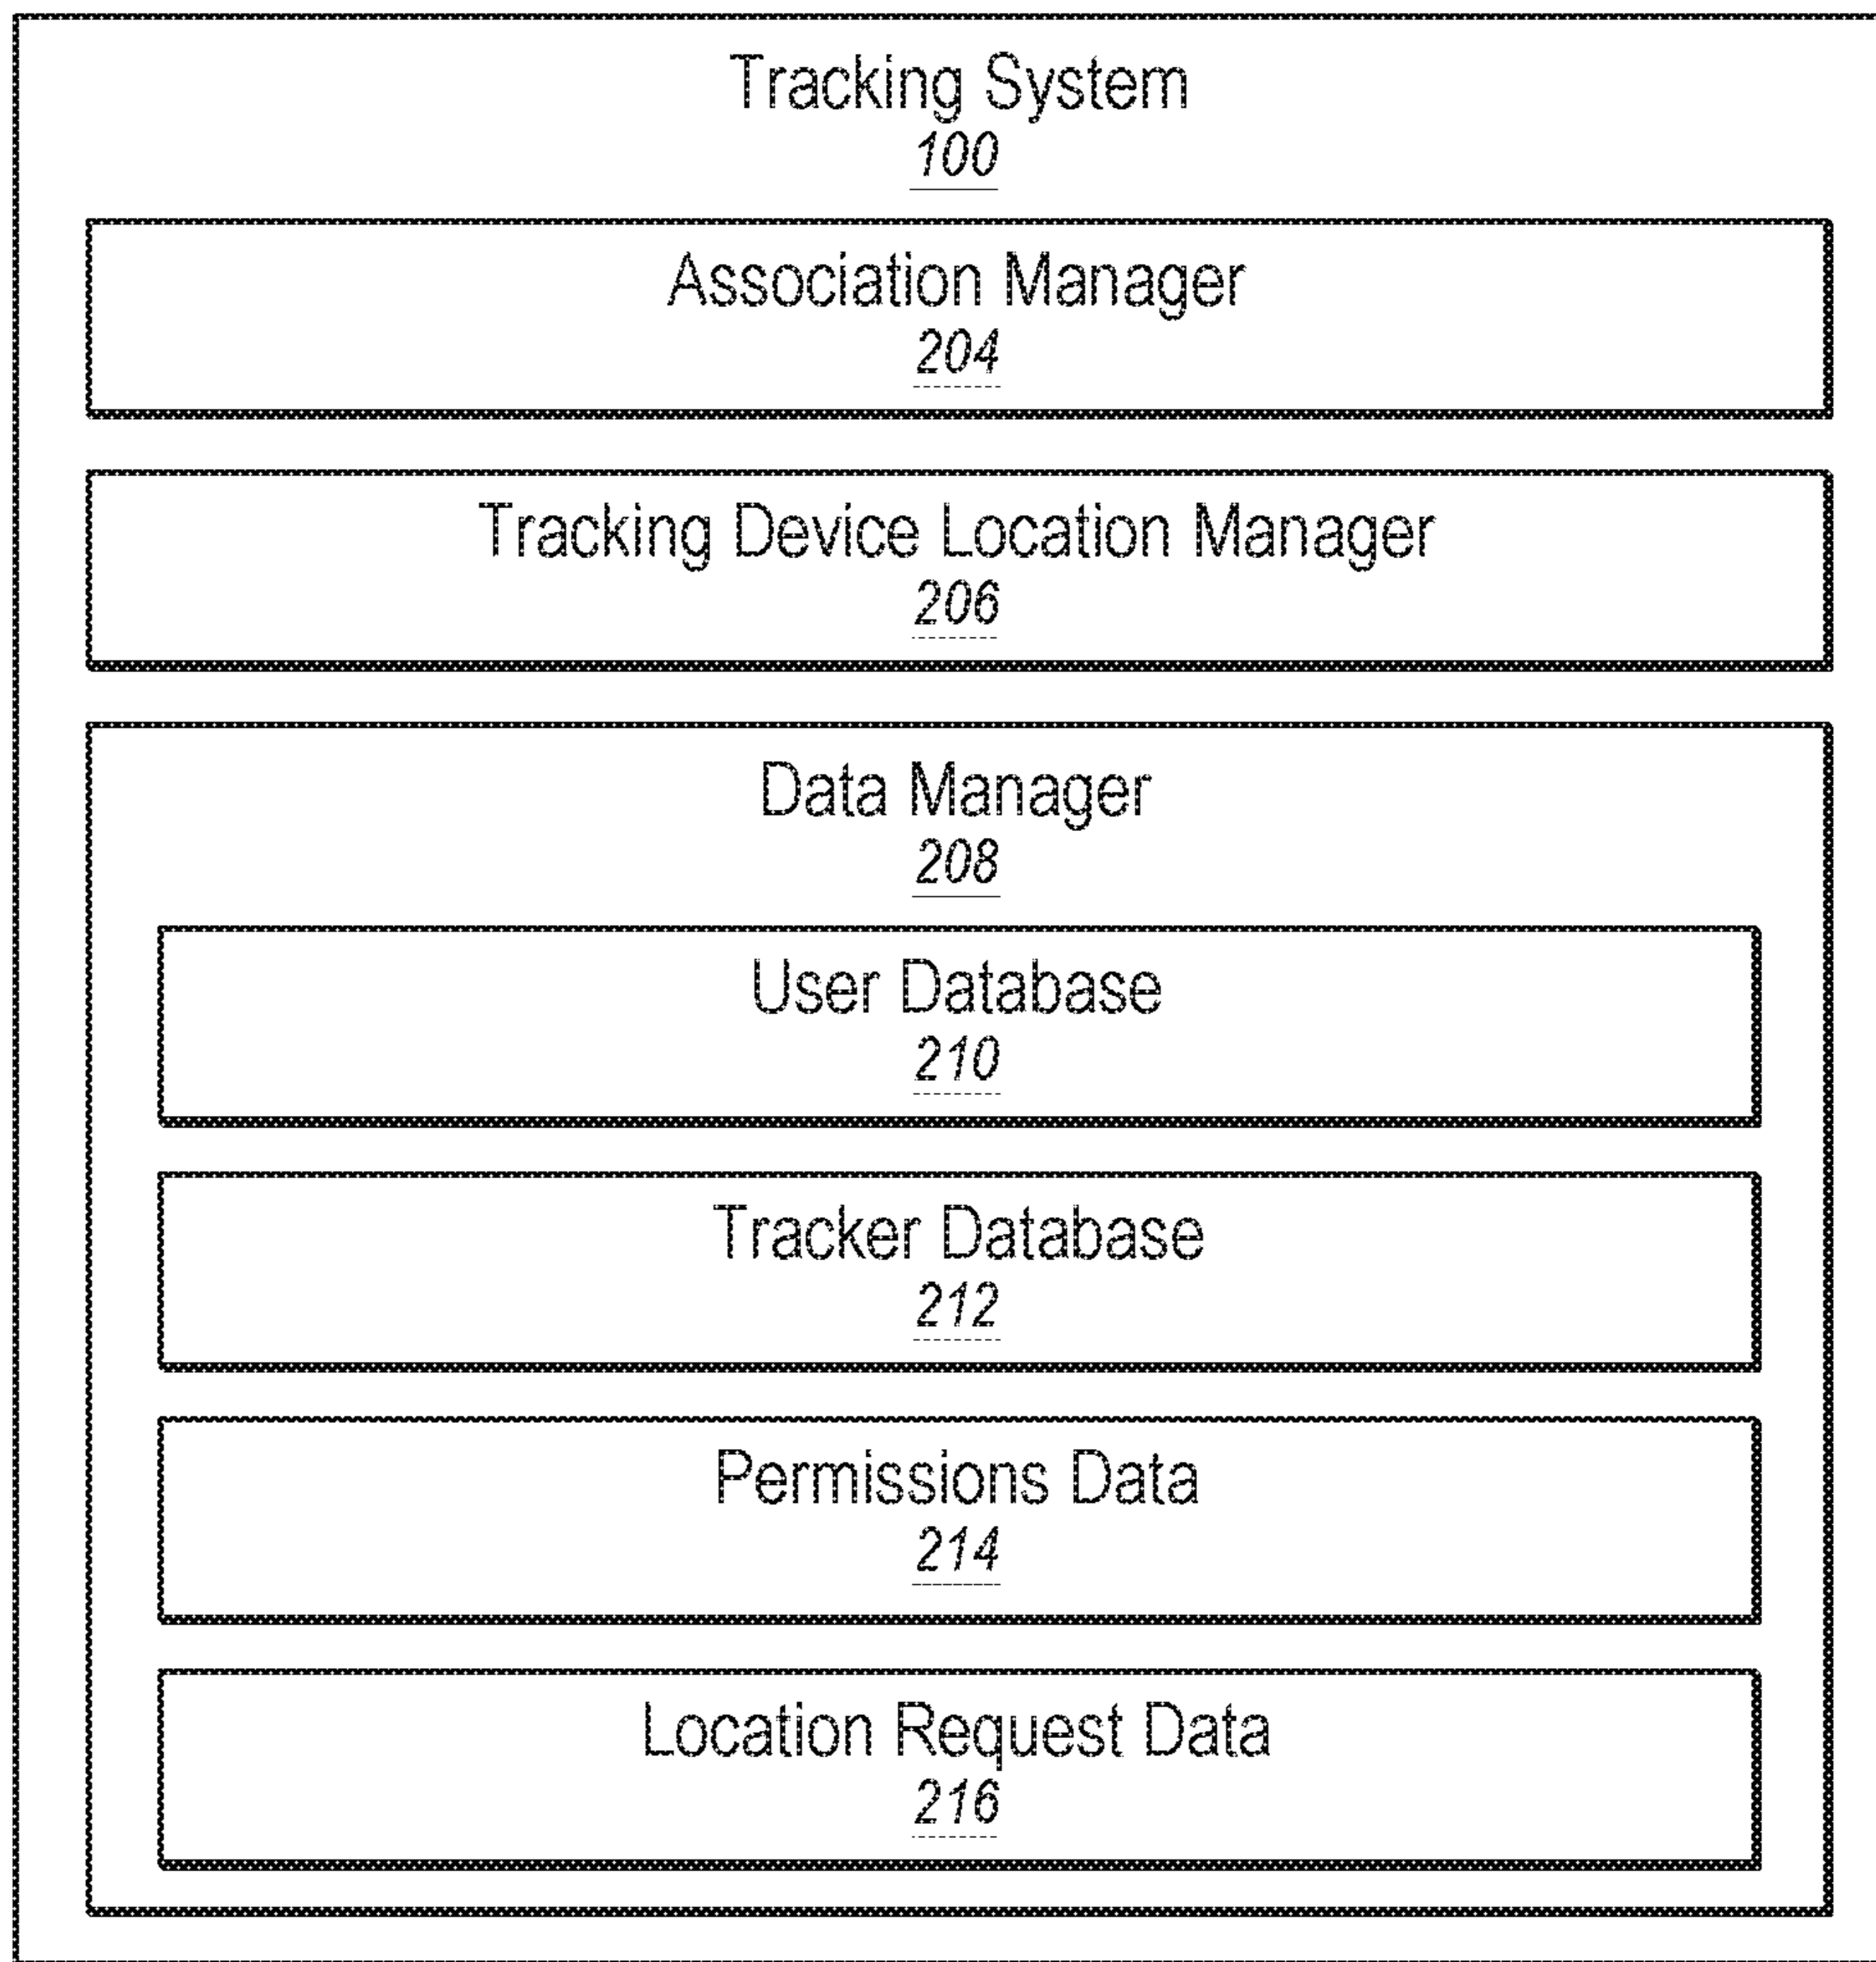 Tracking System
100
Association Manager
204
Tracking Device Location Manager
206
Data Manager
208
User Database
210
Tracker Database
212
Permissions Data
214
Location Request Data
216